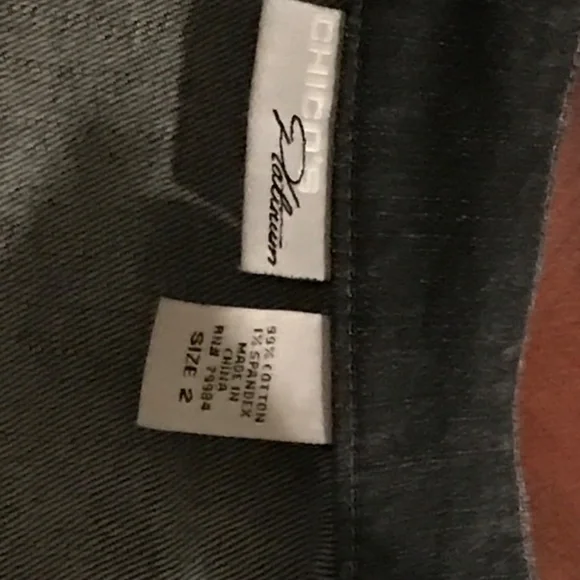 CHICO'S
Platinum
99% COTTON
1% SPANDEX
MADE IN
CHINA
RN# 79984
SIZE 2